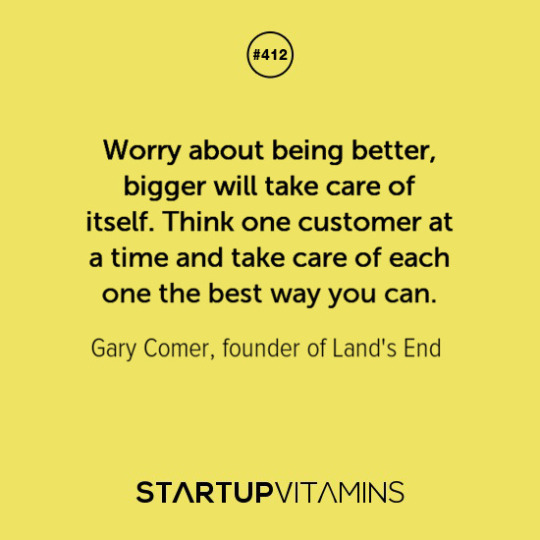 #412
Worry about being better,
bigger will take care of
itself. Think one customer at
a time and take care of each
one the best way you can.
Gary Comer, founder of Land's End
STARTUPVITAMINS